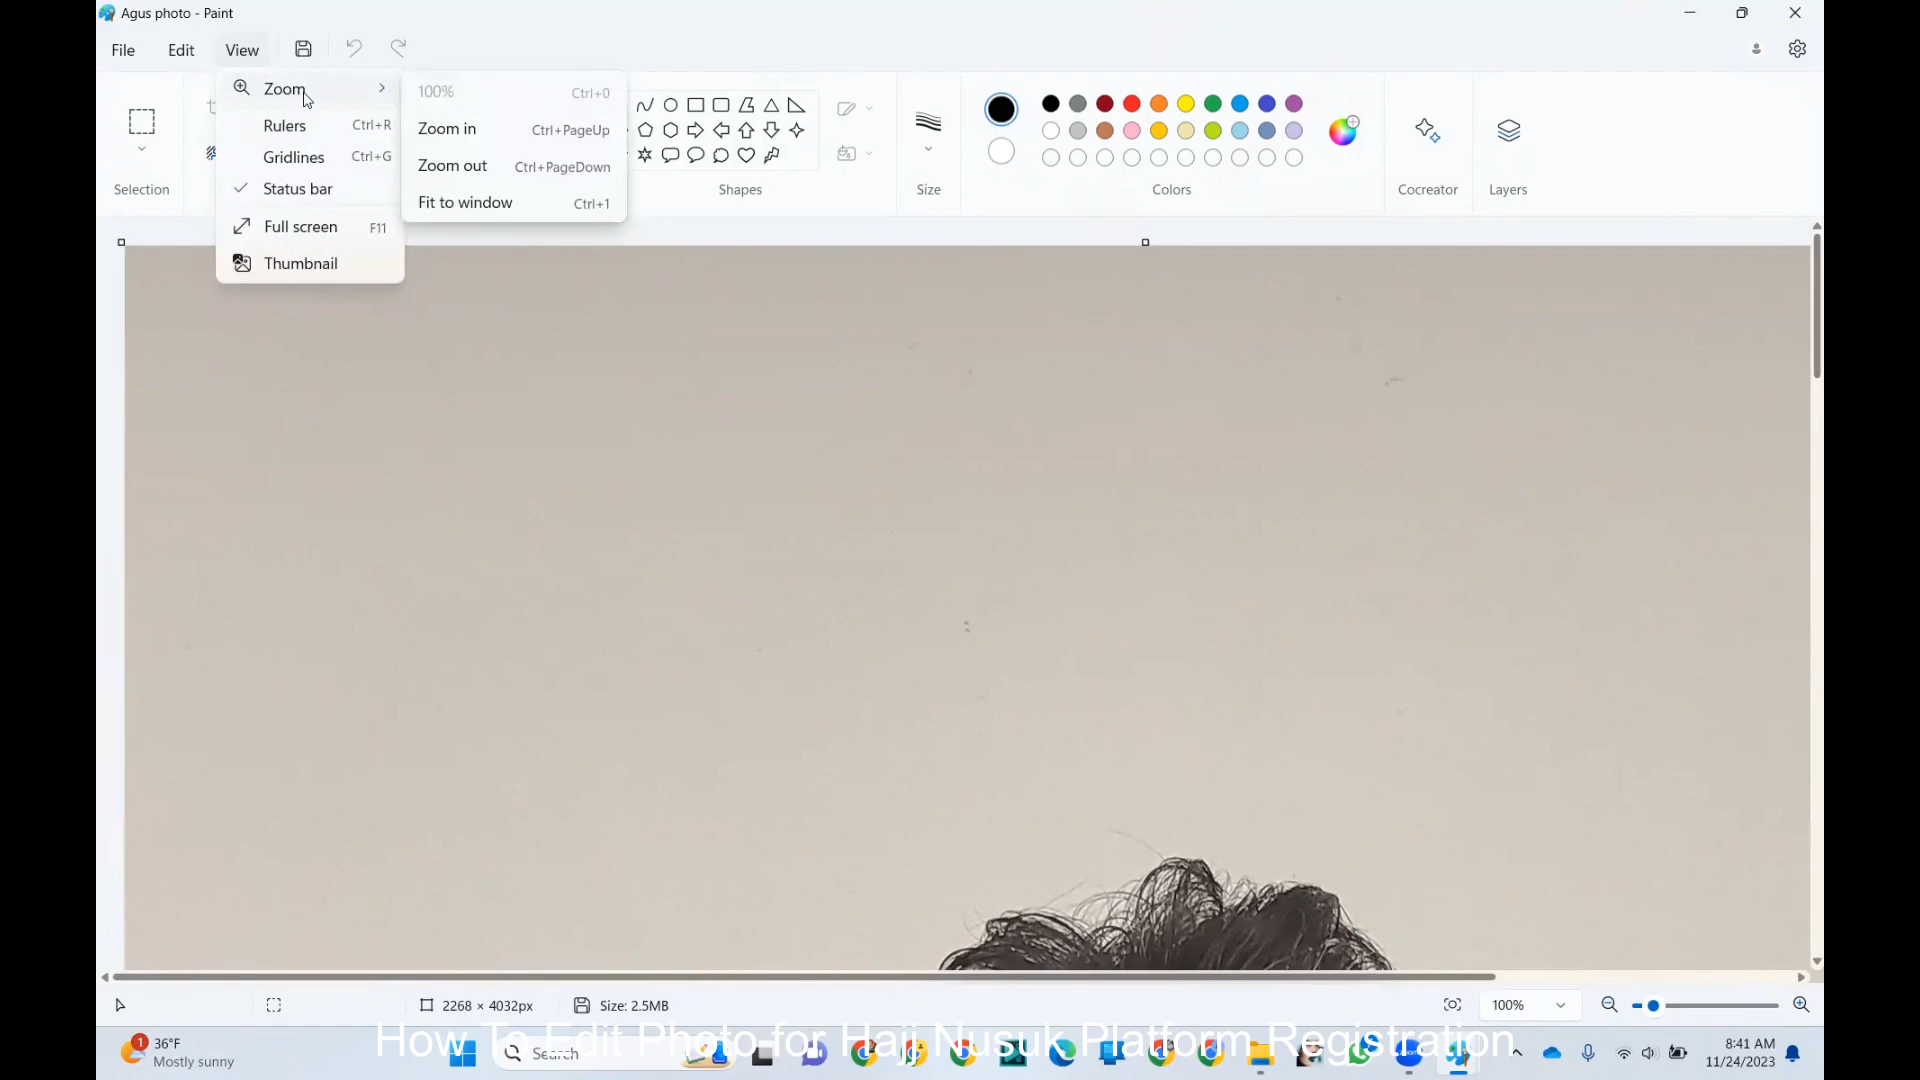 Agus photo - Paint
File Edit View
Zoom
Rulers Ctrl+R
Gridlines Ctrl+G
Status bar
Full screen F11
Thumbnail
100% Ctrl+0
Zoom in Ctrl+PageUp
Zoom out Ctrl+PageDown
Fit to window Ctrl+1
Selection
Shapes
Size
Colors
Cocreator
Layers
2268 × 4032px
Size: 2.5MB
100%
How To Edit Photo for Hajj Nusuk Platform Registration
1
36°F
Mostly sunny
Search
8:41 AM
11/24/2023